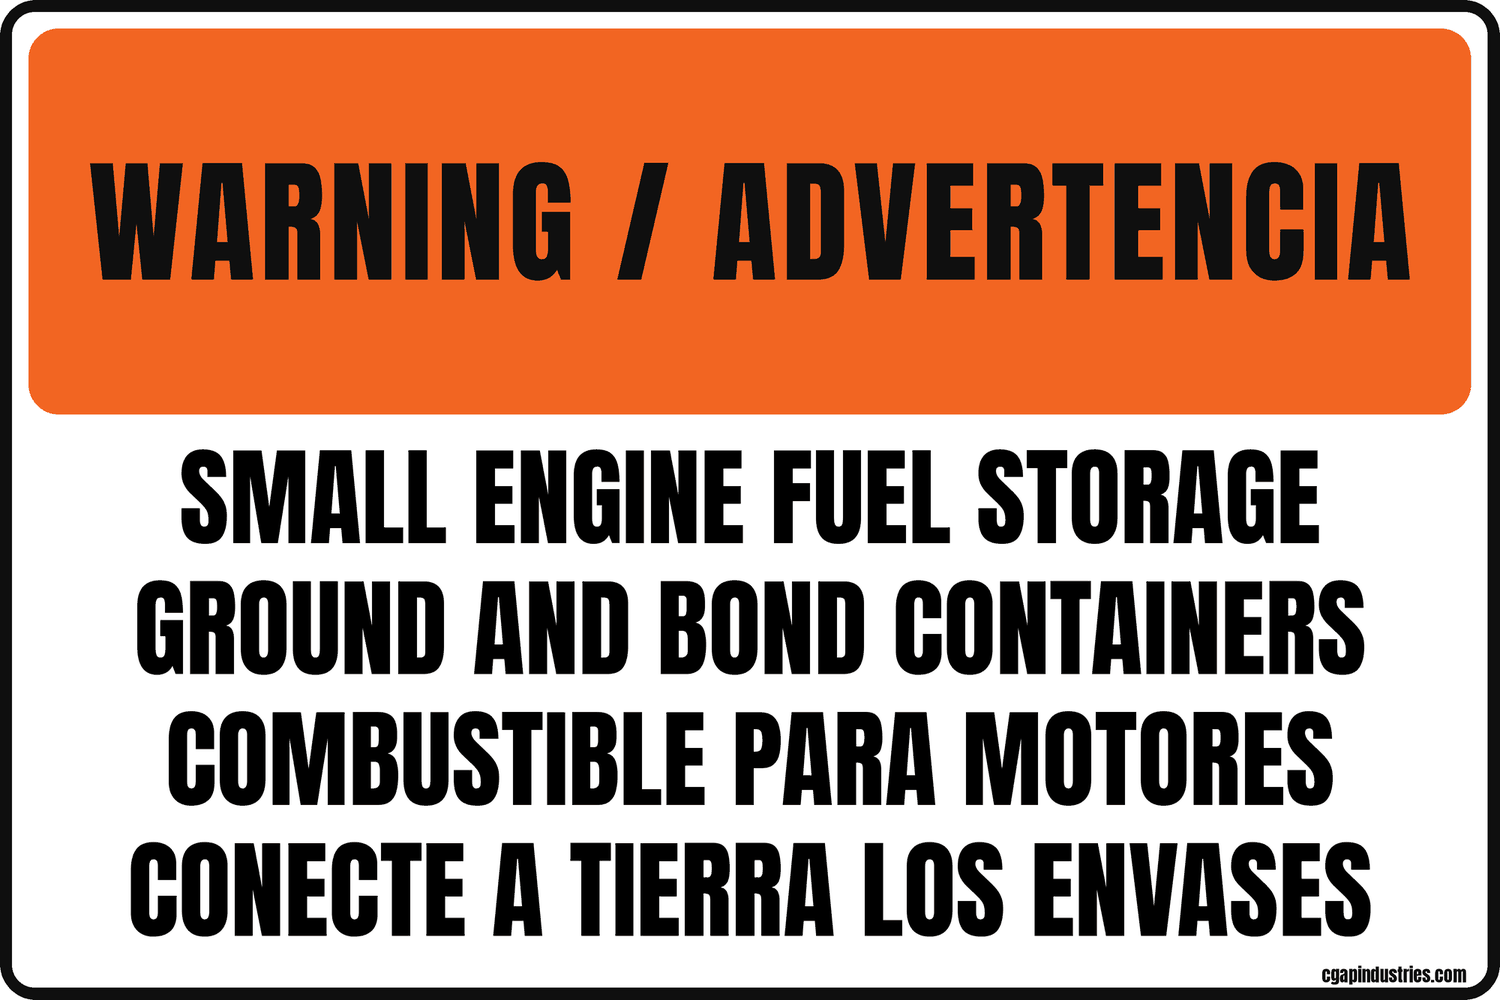 WARNING / ADVERTENCIA
SMALL ENGINE FUEL STORAGE
GROUND AND BOND CONTAINERS
COMBUSTIBLE PARA MOTORES
CONECTE A TIERRA LOS ENVASES
cgapindustries.com